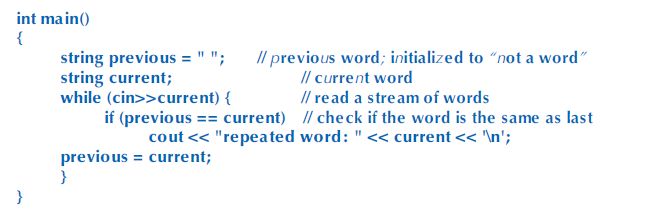 int main()
{
string previous = " "; // previous word; initialized to “not a word”
string current; // current word
while (cin>>current) { // read a stream of words
if (previous == current) // check if the word is the same as last
cout << "repeated word: " << current << '\n';
previous = current;
}
}